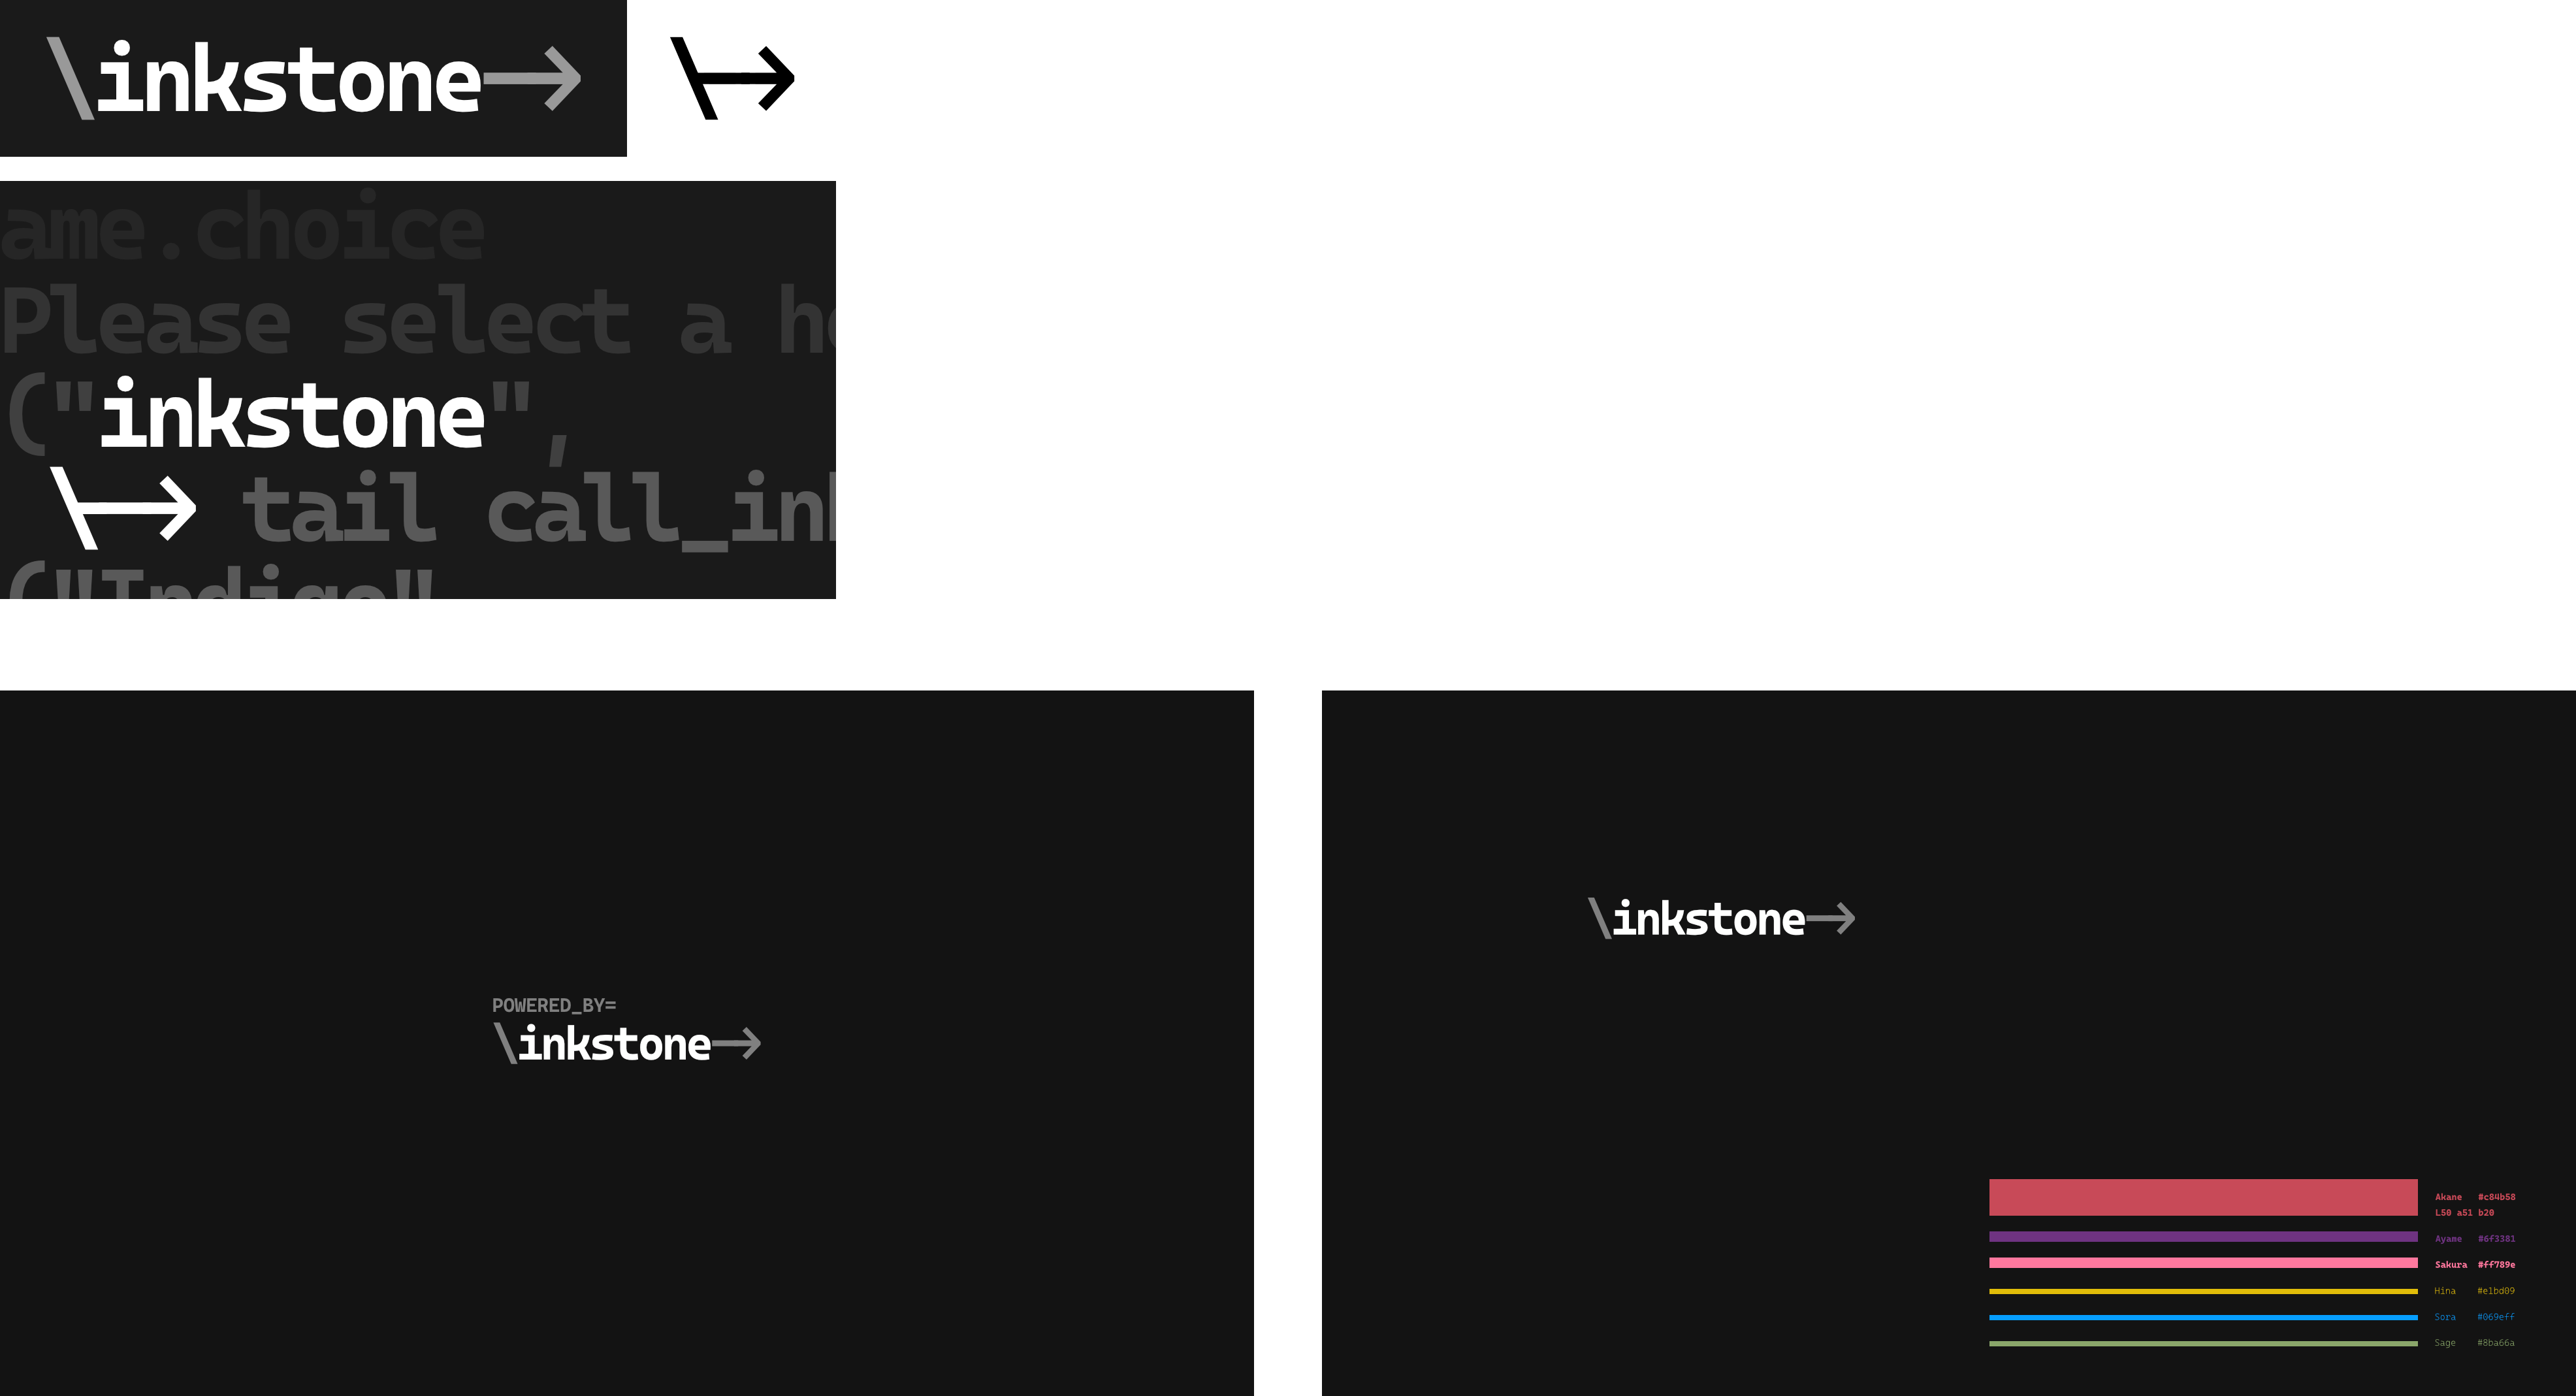 \inkstone→
\→
ame.choice
Please select a h
("inkstone",
\→ tail call_in
("Indigo"
POWERED_BY=
\inkstone→
\inkstone→
Akane #c84b58
L50 a51 b20
Ayame #6f3381
Sakura #ff789e
Hina #e1bd09
Sora #069eff
Sage #8ba66a